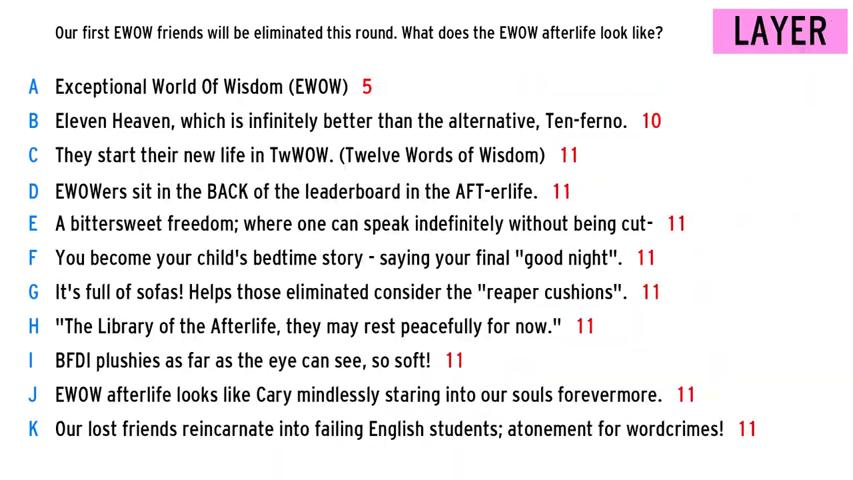 Our first EWOW friends will be eliminated this round. What does the EWOW afterlife look like?
LAYER
A Exceptional World Of Wisdom (EWOW) 5
B Eleven Heaven, which is infinitely better than the alternative, Ten-ferno. 10
C They start their new life in TwWOW. (Twelve Words of Wisdom) 11
D EWOWers sit in the BACK of the leaderboard in the AFT-erlife. 11
E A bittersweet freedom; where one can speak indefinitely without being cut- 11
F You become your child's bedtime story - saying your final "good night". 11
G It's full of sofas! Helps those eliminated consider the "reaper cushions". 11
H "The Library of the Afterlife, they may rest peacefully for now." 11
I BFDI plushies as far as the eye can see, so soft! 11
J EWOW afterlife looks like Cary mindlessly staring into our souls forevermore. 11
K Our lost friends reincarnate into failing English students; atonement for wordcrimes! 11